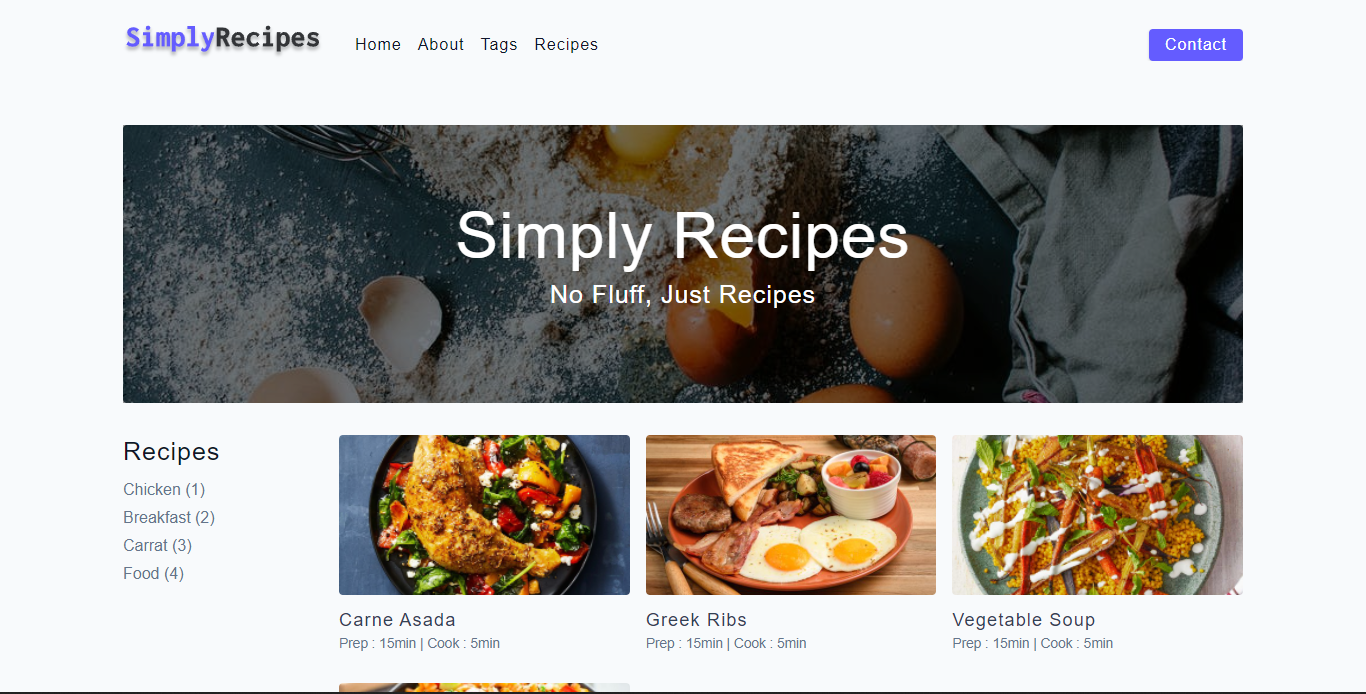 SimplyRecipes
Home About Tags Recipes
Contact
Simply Recipes
No Fluff, Just Recipes
Recipes
Chicken (1)
Breakfast (2)
Carrat (3)
Food (4)
Carne Asada
Prep : 15min | Cook : 5min
Greek Ribs
Prep : 15min | Cook : 5min
Vegetable Soup
Prep : 15min | Cook : 5min